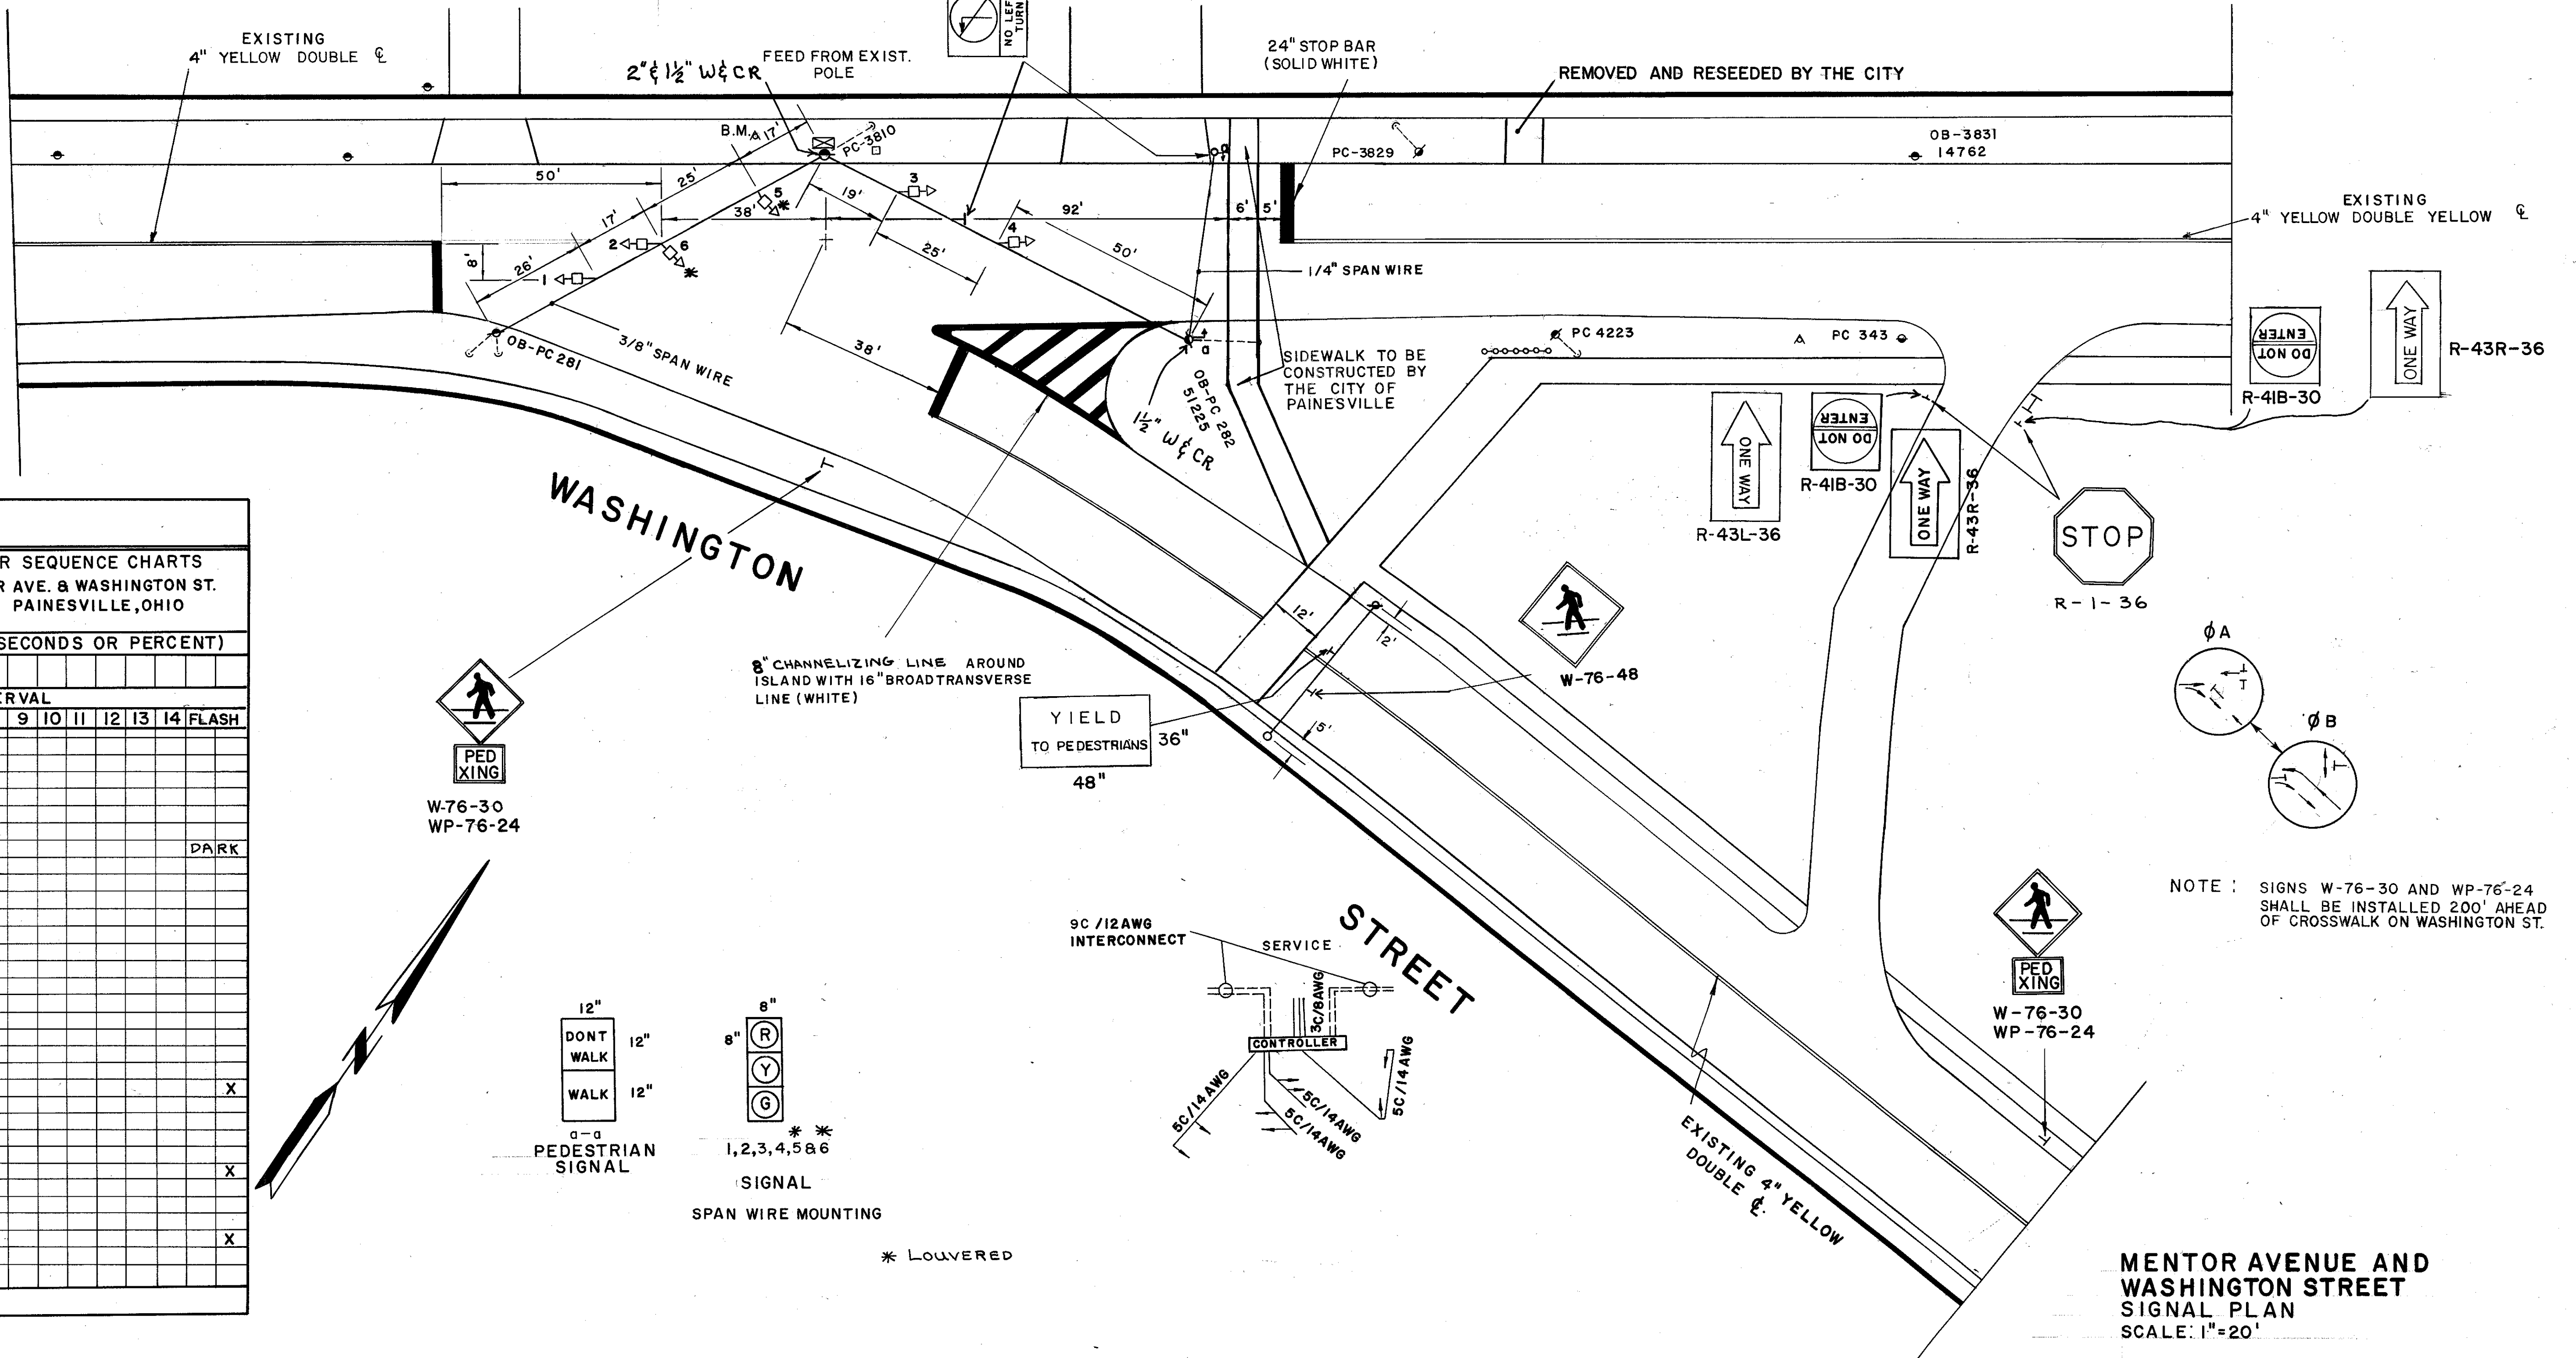 EXISTING
4" YELLOW DOUBLE ℄
2" & 1½" W & CR
FEED FROM EXIST.
POLE
NO LEF
TURN
24" STOP BAR
(SOLID WHITE)
REMOVED AND RESEEDED BY THE CITY
B.M.
17'
PC-3810
PC-3829
OB-3831
14762
50'
25'
5
*
38'
19'
3
92'
6'
5'
EXISTING
4" YELLOW DOUBLE YELLOW ℄
17'
2
6
*
4
25'
50'
8'
26'
1
1/4" SPAN WIRE
OB-PC 281
3/8" SPAN WIRE
38'
a
OB-PC 282
51225
1½" W & CR
SIDEWALK TO BE
CONSTRUCTED BY
THE CITY OF
PAINESVILLE
PC 4223
PC 343
DO NOT
ENTER
R-41B-30
ONE WAY
R-43R-36
ONE WAY
R-43L-36
DO NOT
ENTER
R-41B-30
ONE WAY
R-43R-36
STOP
R-1-36
WASHINGTON
R SEQUENCE CHARTS
R AVE. & WASHINGTON ST.
PAINESVILLE, OHIO
SECONDS OR PERCENT)
ERVAL
9 10 11 12 13 14 FLASH
DARK
X
X
X
PED
XING
W-76-30
WP-76-24
8" CHANNELIZING LINE AROUND
ISLAND WITH 16" BROAD TRANSVERSE
LINE (WHITE)
YIELD
TO PEDESTRIANS
36"
48"
12'
2'
15'
W-76-48
ØA
ØB
NOTE : SIGNS W-76-30 AND WP-76-24
SHALL BE INSTALLED 200' AHEAD
OF CROSSWALK ON WASHINGTON ST.
PED
XING
W-76-30
WP-76-24
STREET
9C/12AWG
INTERCONNECT
SERVICE
3C/8AWG
CONTROLLER
5C/14AWG
5C/14AWG
5C/14AWG
5C/14AWG
12"
DONT
WALK
12"
WALK
12"
a-a
PEDESTRIAN
SIGNAL
8"
8"
R
Y
G
* *
1,2,3,4,5&6
SIGNAL
SPAN WIRE MOUNTING
* LOUVERED
EXISTING 4" YELLOW
DOUBLE ℄
MENTOR AVENUE AND
WASHINGTON STREET
SIGNAL PLAN
SCALE: 1"=20'